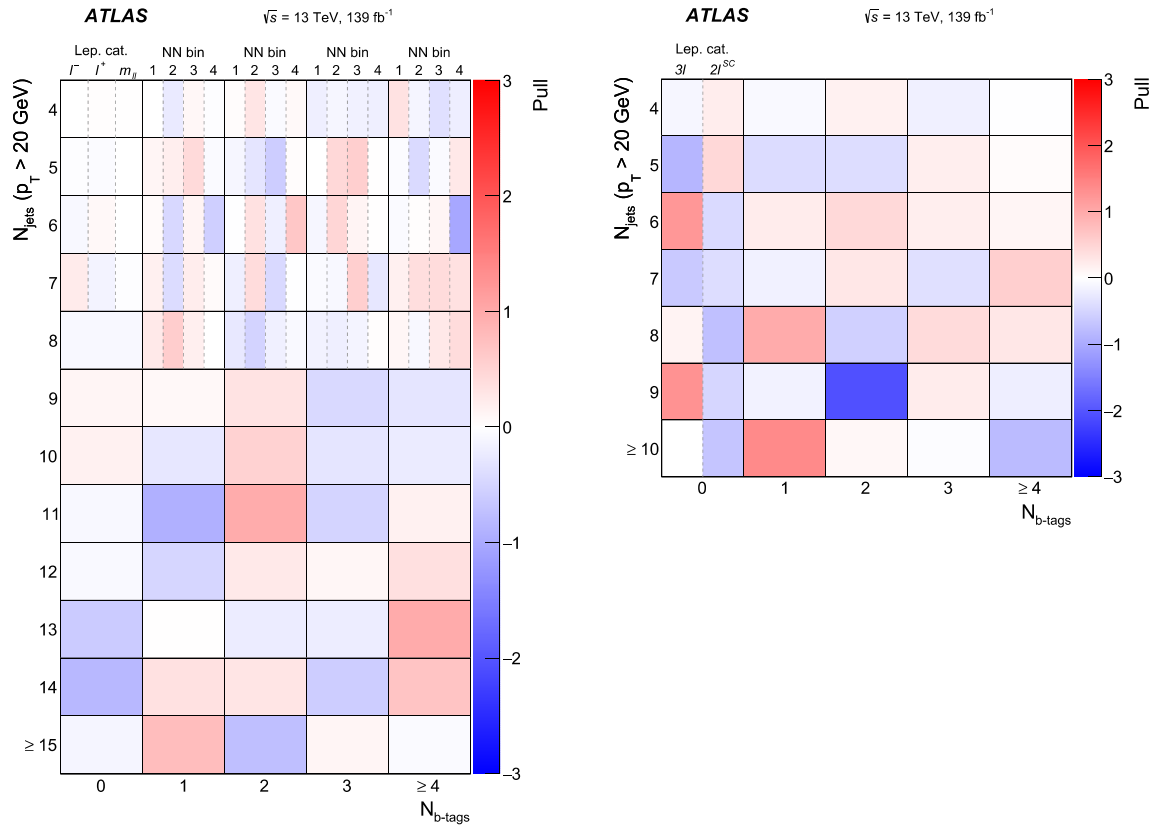 ATLAS √s = 13 TeV, 139 fb⁻¹
Lep. cat. NN bin NN bin NN bin NN bin
l⁻ l⁺ mₗₗ 1 2 3 4 1 2 3 4 1 2 3 4 1 2 3 4
N_jets (p_T > 20 GeV)
4
5
6
7
8
9
10
11
12
13
14
≥ 15
0 1 2 3 ≥ 4
N_b-tags
3
2
1
0
−1
−2
−3
Pull
ATLAS √s = 13 TeV, 139 fb⁻¹
Lep. cat.
3l 2l^SC
N_jets (p_T > 20 GeV)
4
5
6
7
8
9
≥ 10
0 1 2 3 ≥ 4
N_b-tags
3
2
1
0
−1
−2
−3
Pull